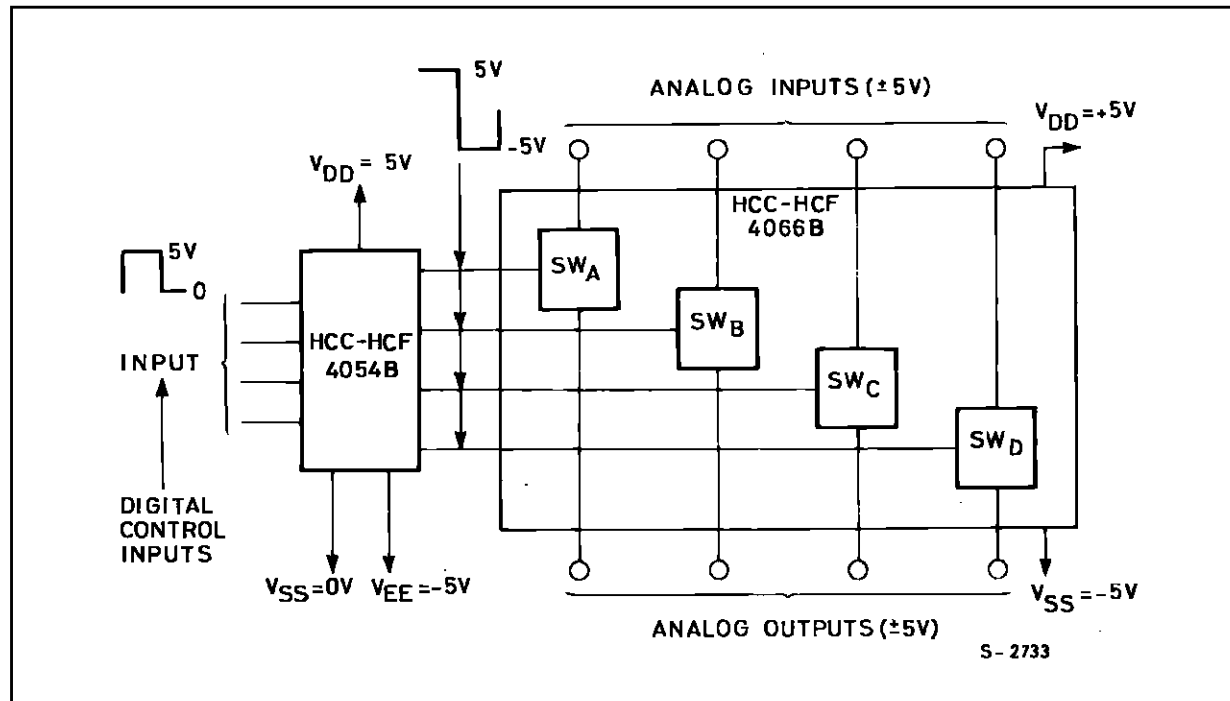 5V
-5V
ANALOG INPUTS (±5V)
VDD = +5V
VDD = 5V
HCC-HCF
4066B
5V
0
INPUT
HCC-HCF
4054B
SWA
SWB
SWC
SWD
DIGITAL
CONTROL
INPUTS
VSS=0V
VEE=-5V
VSS=-5V
ANALOG OUTPUTS (±5V)
S-2733